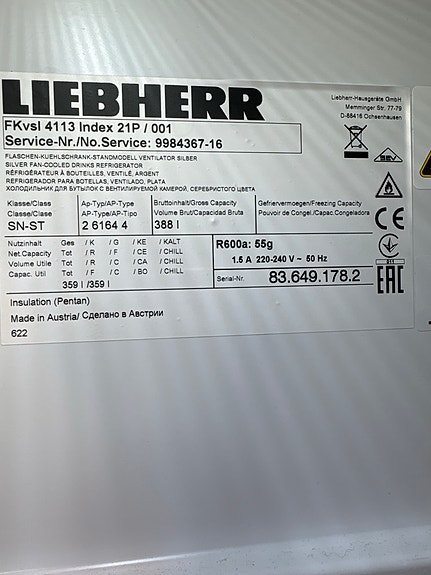 LIEBHERR
Liebherr-Hausgeräte GmbH
Memminger Str. 77-79
D-88416 Ochsenhausen
FKvsl 4113 Index 21P / 001
Service-Nr./No.Service: 9984367-16
FLASCHEN-KUEHLSCHRANK-STANDMODELL VENTILATOR SILBER
SILVER FAN-COOLED DRINKS REFRIGERATOR
RÉFRIGÉRATEUR À BOUTEILLES, VENTILÉ, ARGENT
REFRIGERADOR PARA BOTELLAS, VENTILADO, PLATA
ХОЛОДИЛЬНИК ДЛЯ БУТЫЛОК С ВЕНТИЛИРУЕМОЙ КАМЕРОЙ, СЕРЕБРИСТОГО ЦВЕТА
Klasse/Class Ap-Typ/AP-Type Bruttoinhalt/Gross Capacity Gefriervermoegen/Freezing Capacity
Classe/Clase AP-Type/AP-Tipo Volume Brut/Capacidad Bruta Pouvoir de Congel./Capac.Congeladora
SN-ST 2 6164 4 388 l
Nutzinhalt Ges / K / G / KE / KALT
Net.Capacity Tot / R / F / CE / CHILL
Volume Utile Tot / R / C / CA / CHILL
Capac. Util Tot / F / C / BO / CHILL
359 l /359 l
R600a: 55g
1.5 A 220-240 V ~ 50 Hz
Serial-Nr. 83.649.178.2
SEV
CE
EAC
Insulation (Pentan)
Made in Austria/ Сделано в Австрии
622